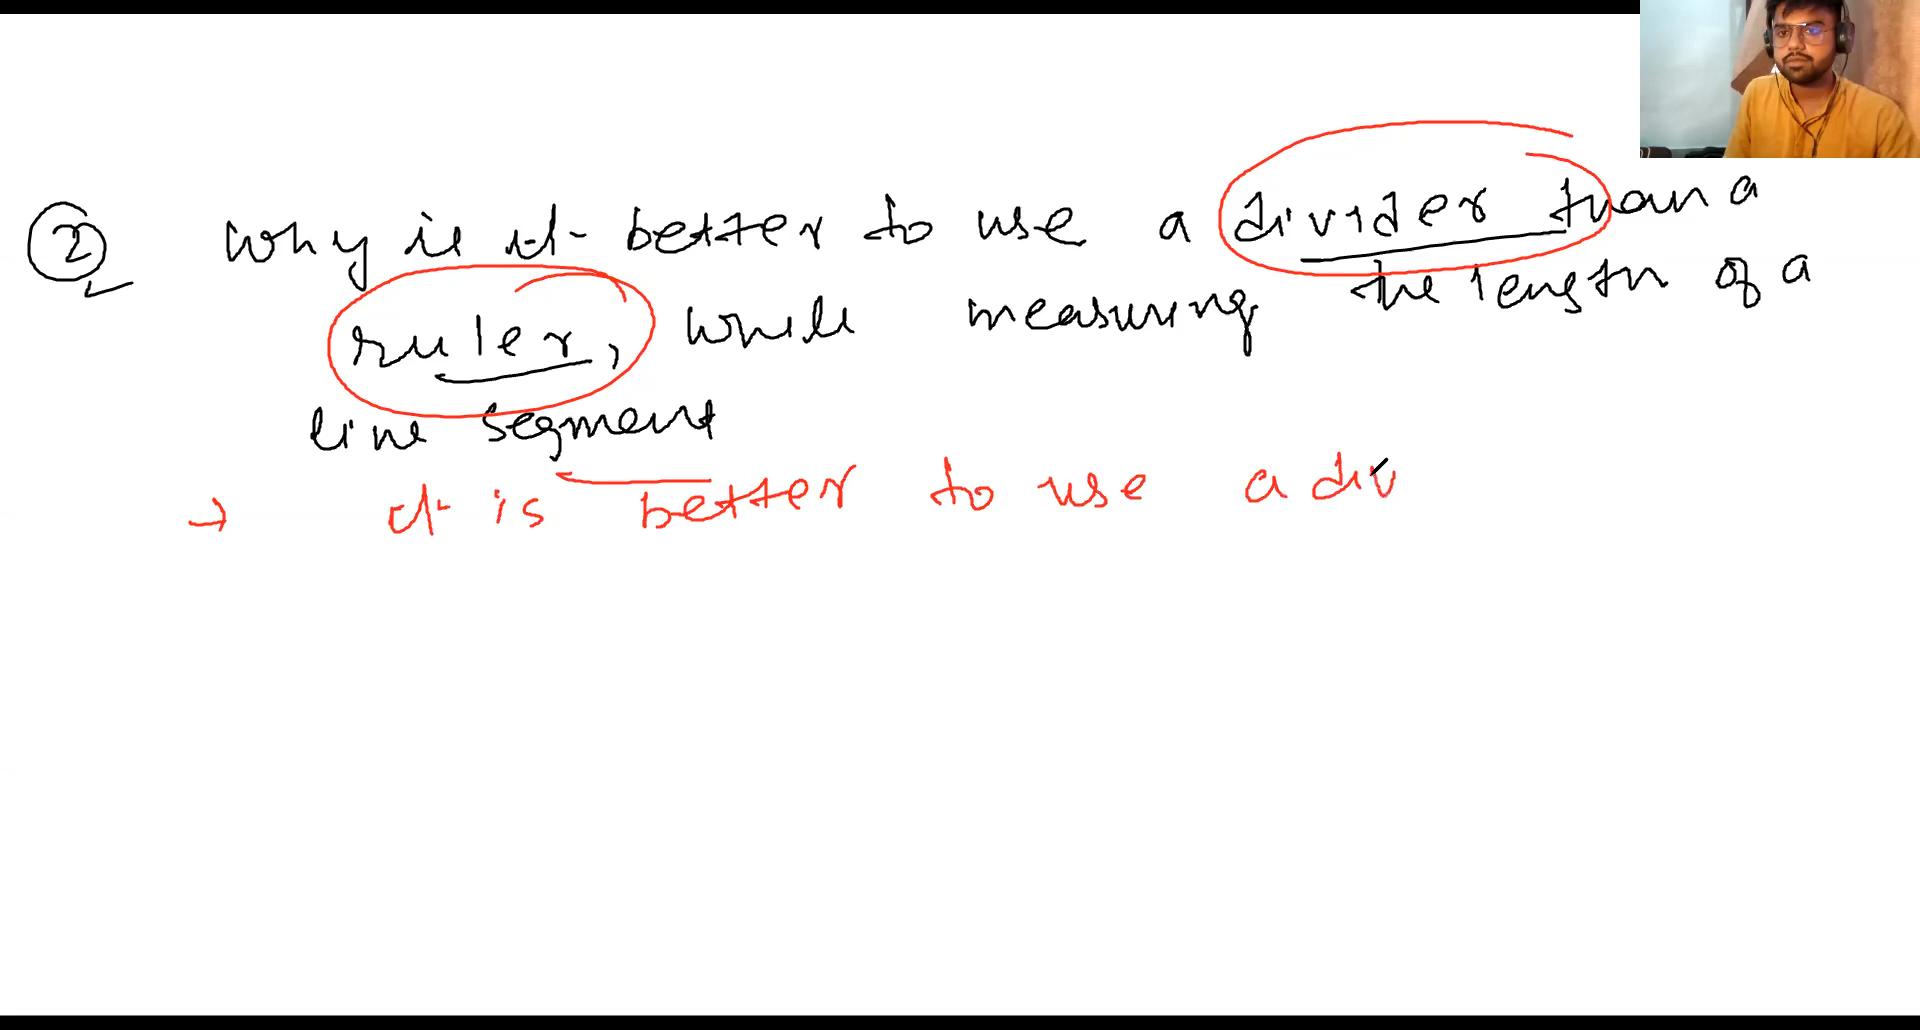 ② Why is it better to use a divider than a
ruler, while measuring the length of a
line segment
→ it is better to use a div